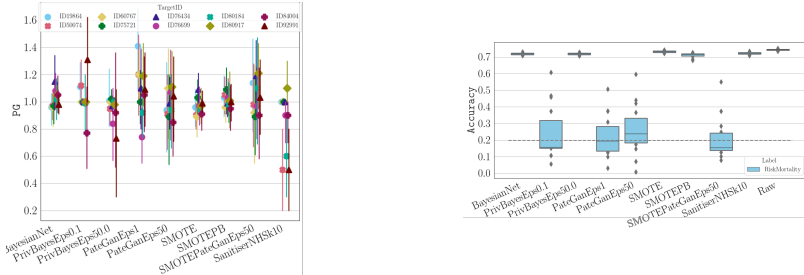 TargetID
ID19864 ID60767 ID76434 ID80184 ID84004
ID50074 ID75721 ID76699 ID80917 ID92991
PG
1.6
1.4
1.2
1.0
0.8
0.6
0.4
0.2
BayesianNet
PrivBayesEps0.1
PrivBayesEps50.0
PateGanEps1
PateGanEps50
SMOTE
SMOTEPB
SMOTEPateGanEps50
SanitiserNHSk10
Accuracy
0.7
0.6
0.5
0.4
0.3
0.2
0.1
0.0
Label
RiskMortality
BayesianNet
PrivBayesEps0.1
PrivBayesEps50.0
PateGanEps1
PateGanEps50
SMOTE
SMOTEPB
SMOTEPateGanEps50
SanitiserNHSk10
Raw